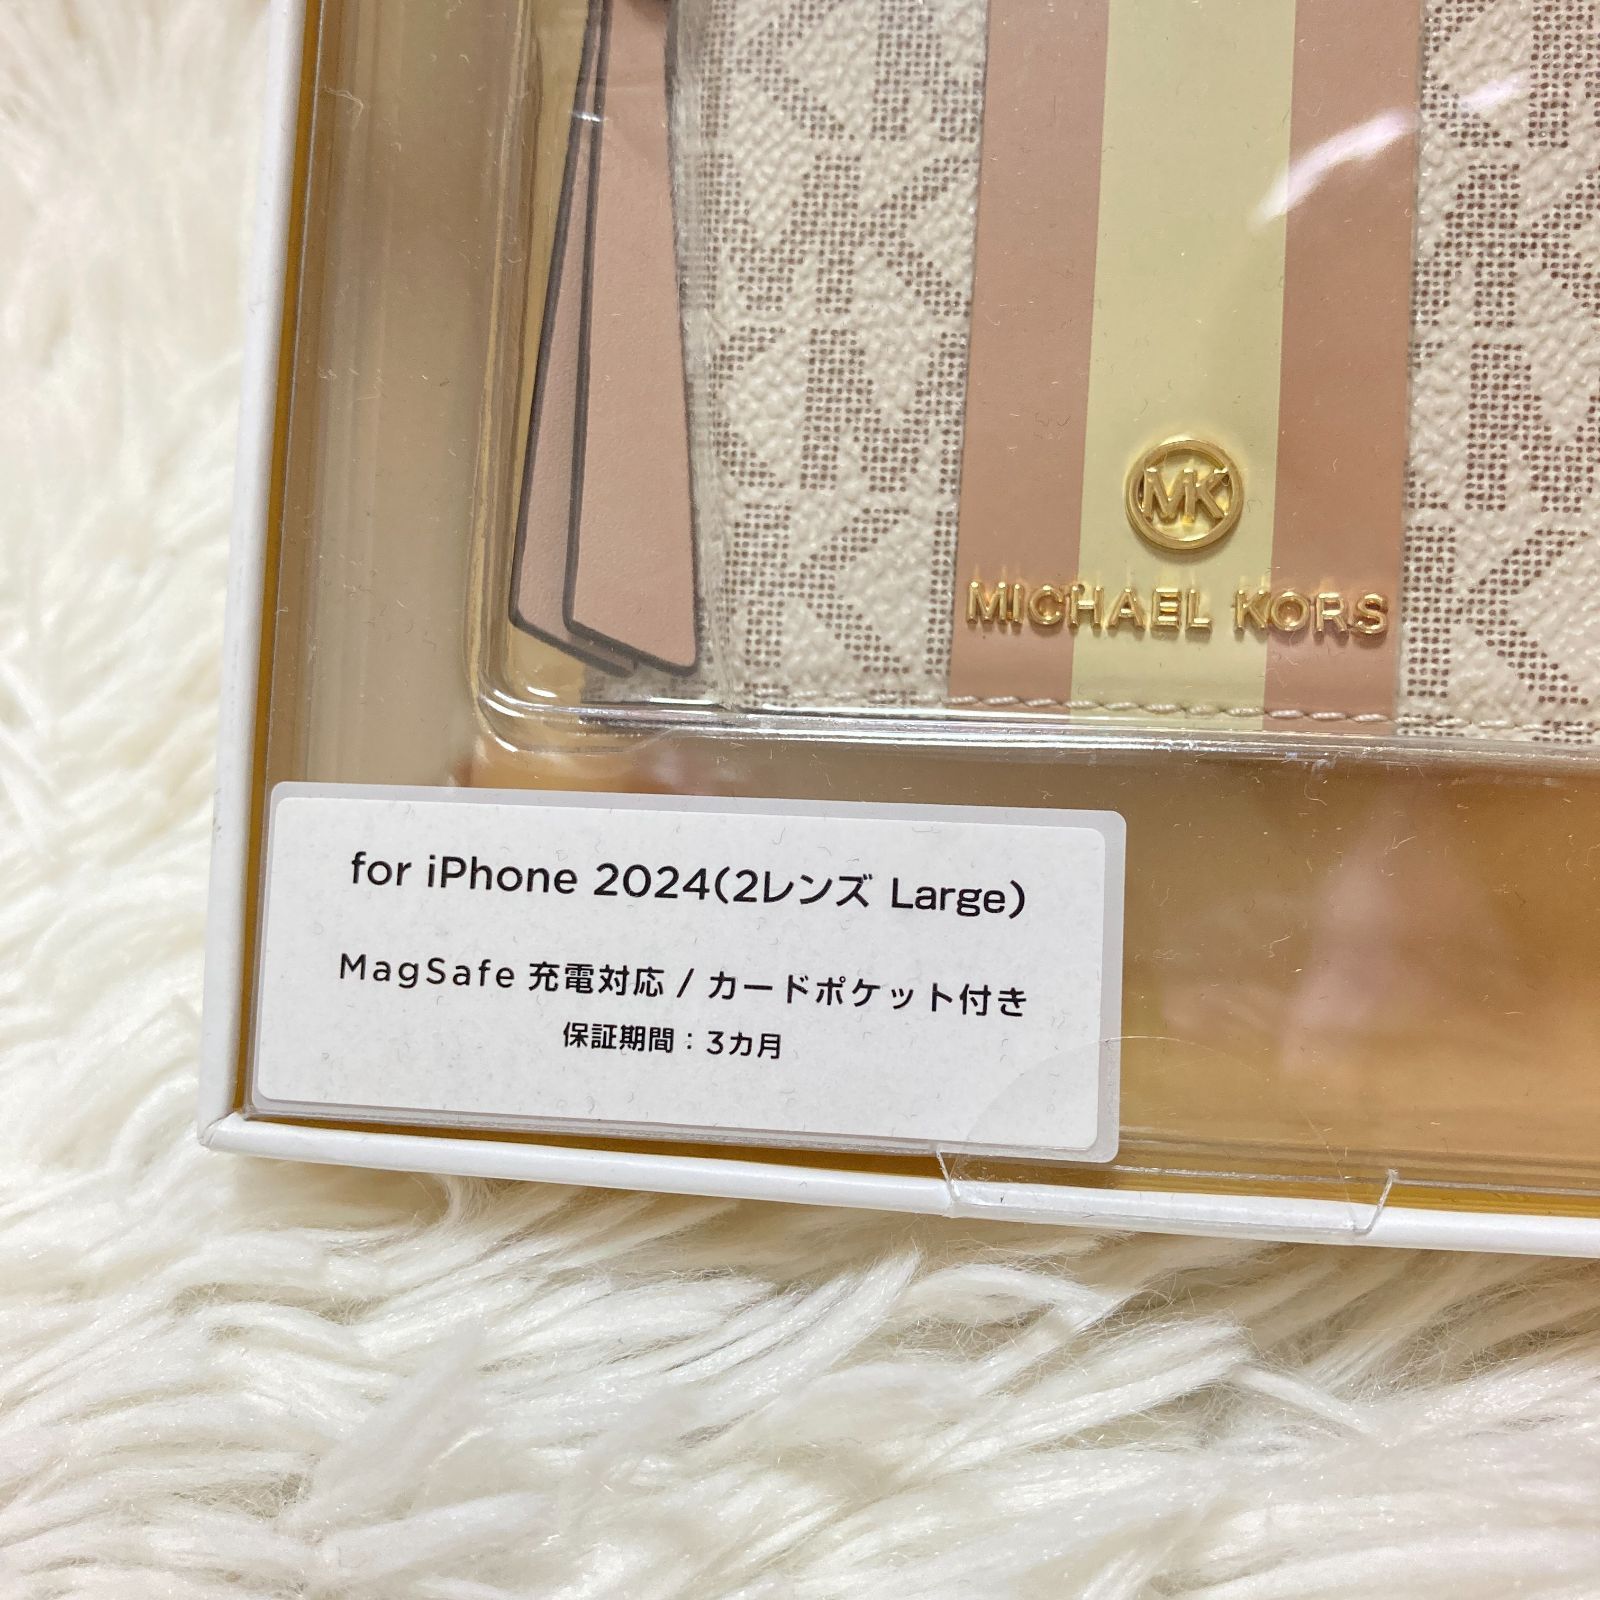 MK
MICHAEL KORS
for iPhone 2024(2レンズ Large)
MagSafe 充電対応 / カードポケット付き
保証期間：3カ月